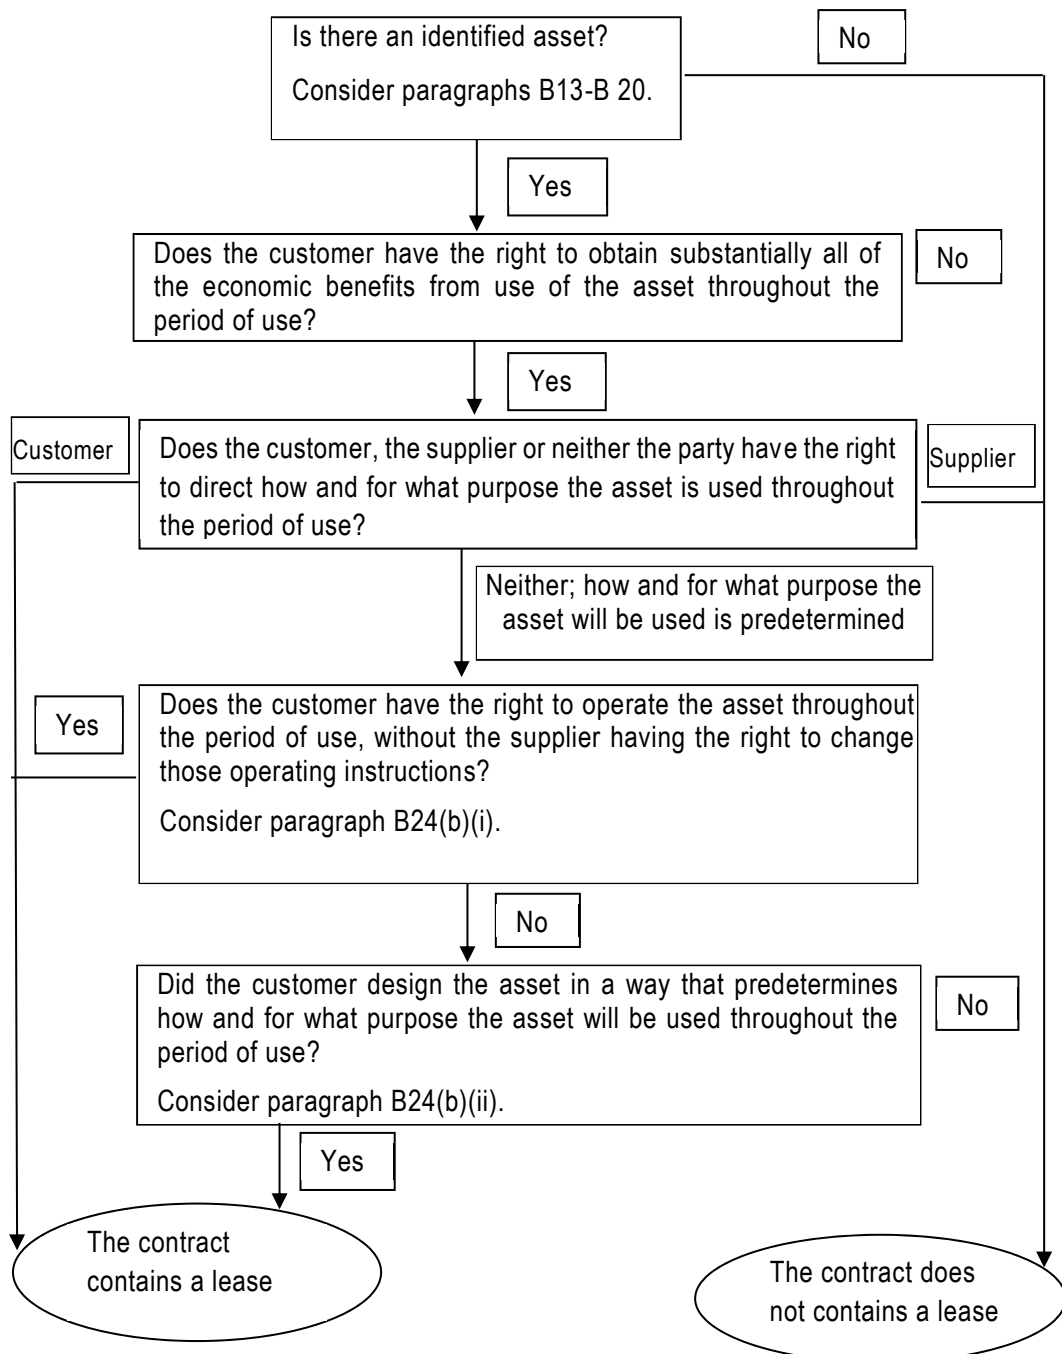 Is there an identified asset?
No
Consider paragraphs B13-B 20.
Yes
Does the customer have the right to obtain substantially all of
the economic benefits from use of the asset throughout the
period of use?
No
Yes
Customer
Does the customer, the supplier or neither the party have the right
to direct how and for what purpose the asset is used throughout
the period of use?
Supplier
Neither; how and for what purpose the
asset will be used is predetermined
Yes
Does the customer have the right to operate the asset throughout
the period of use, without the supplier having the right to change
those operating instructions?
Consider paragraph B24(b)(i).
No
Did the customer design the asset in a way that predetermines
how and for what purpose the asset will be used throughout the
period of use?
Consider paragraph B24(b)(ii).
No
Yes
The contract
contains a lease
The contract does
not contains a lease